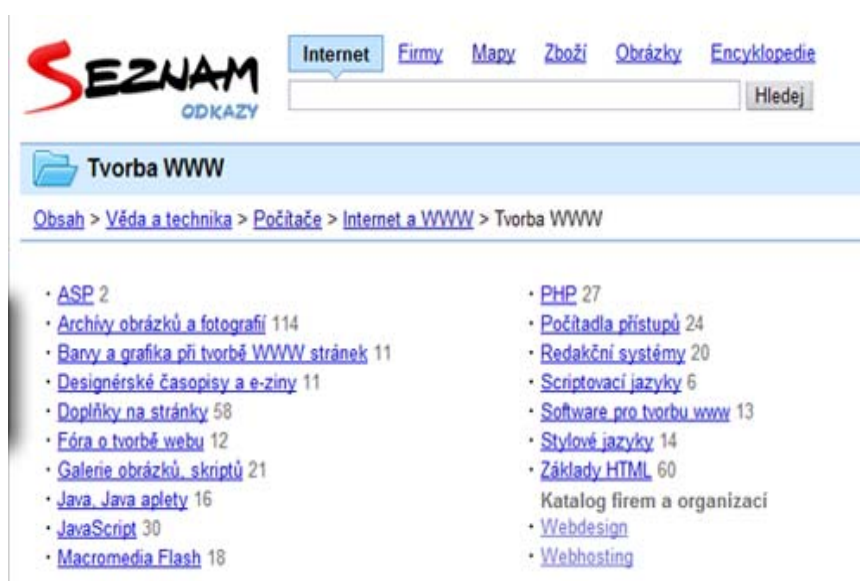 SEZNAM
ODKAZY
Internet Firmy Mapy Zboží Obrázky Encyklopedie
Hledej
Tvorba WWW
Obsah > Věda a technika > Počítače > Internet a WWW > Tvorba WWW
· ASP 2
· Archívy obrázků a fotografií 114
· Barvy a grafika při tvorbě WWW stránek 11
· Designérské časopisy a e-ziny 11
· Doplňky na stránky 58
· Fóra o tvorbě webu 12
· Galerie obrázků, skriptů 21
· Java, Java aplety 16
· JavaScript 30
· Macromedia Flash 18
· PHP 27
· Počítadla přístupů 24
· Redakční systémy 20
· Scriptovací jazyky 6
· Software pro tvorbu www 13
· Stylové jazyky 14
· Základy HTML 60
Katalog firem a organizací
· Webdesign
· Webhosting